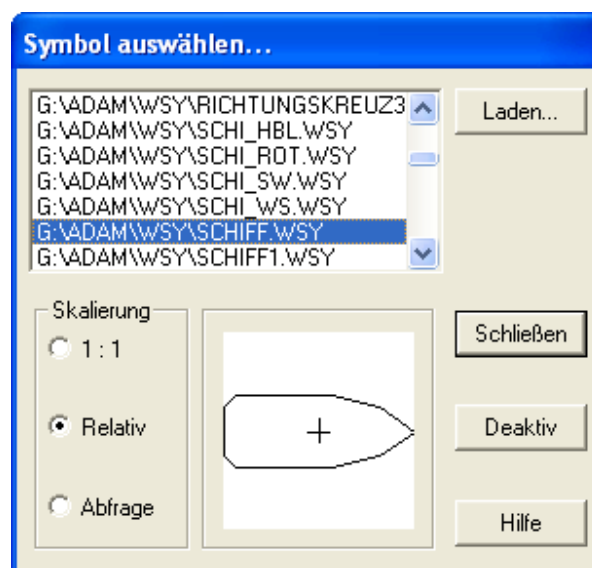 Symbol auswählen...
G:\ADAM\WSY\RICHTUNGSKREUZ3
G:\ADAM\WSY\SCHI_HBL.WSY
G:\ADAM\WSY\SCHI_ROT.WSY
G:\ADAM\WSY\SCHI_SW.WSY
G:\ADAM\WSY\SCHI_WS.WSY
G:\ADAM\WSY\SCHIFF.WSY
G:\ADAM\WSY\SCHIFF1.WSY
Laden...
Skalierung
1 : 1
Relativ
Abfrage
Schließen
Deaktiv
Hilfe